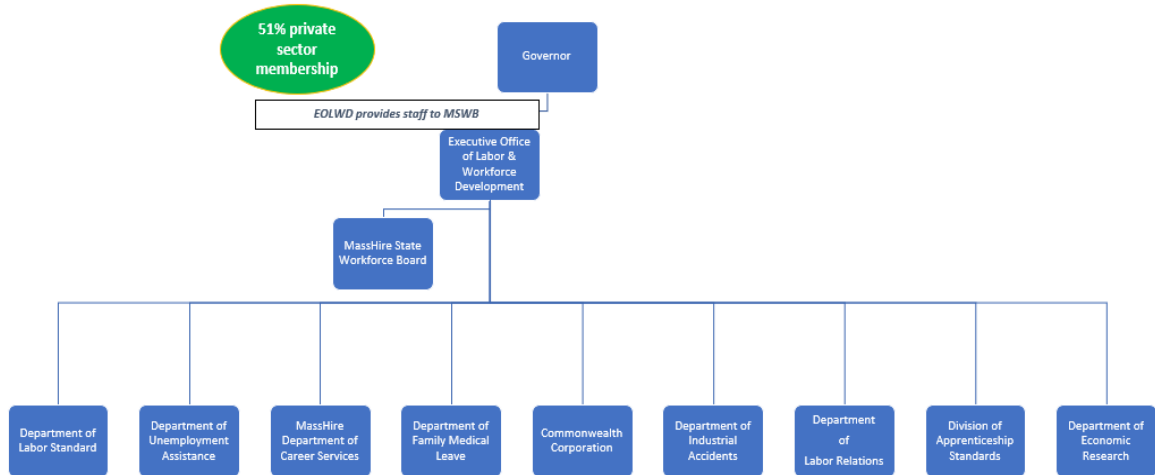 51% private
sector
membership
Governor
EOLWD provides staff to MSWB
Executive Office
of Labor &
Workforce
Development
MassHire State
Workforce Board
Department of
Labor Standard
Department of
Unemployment
Assistance
MassHire
Department of
Career Services
Department of
Family Medical
Leave
Commonwealth
Corporation
Department of
Industrial
Accidents
Department
of
Labor Relations
Division of
Apprenticeship
Standards
Department of
Economic
Research